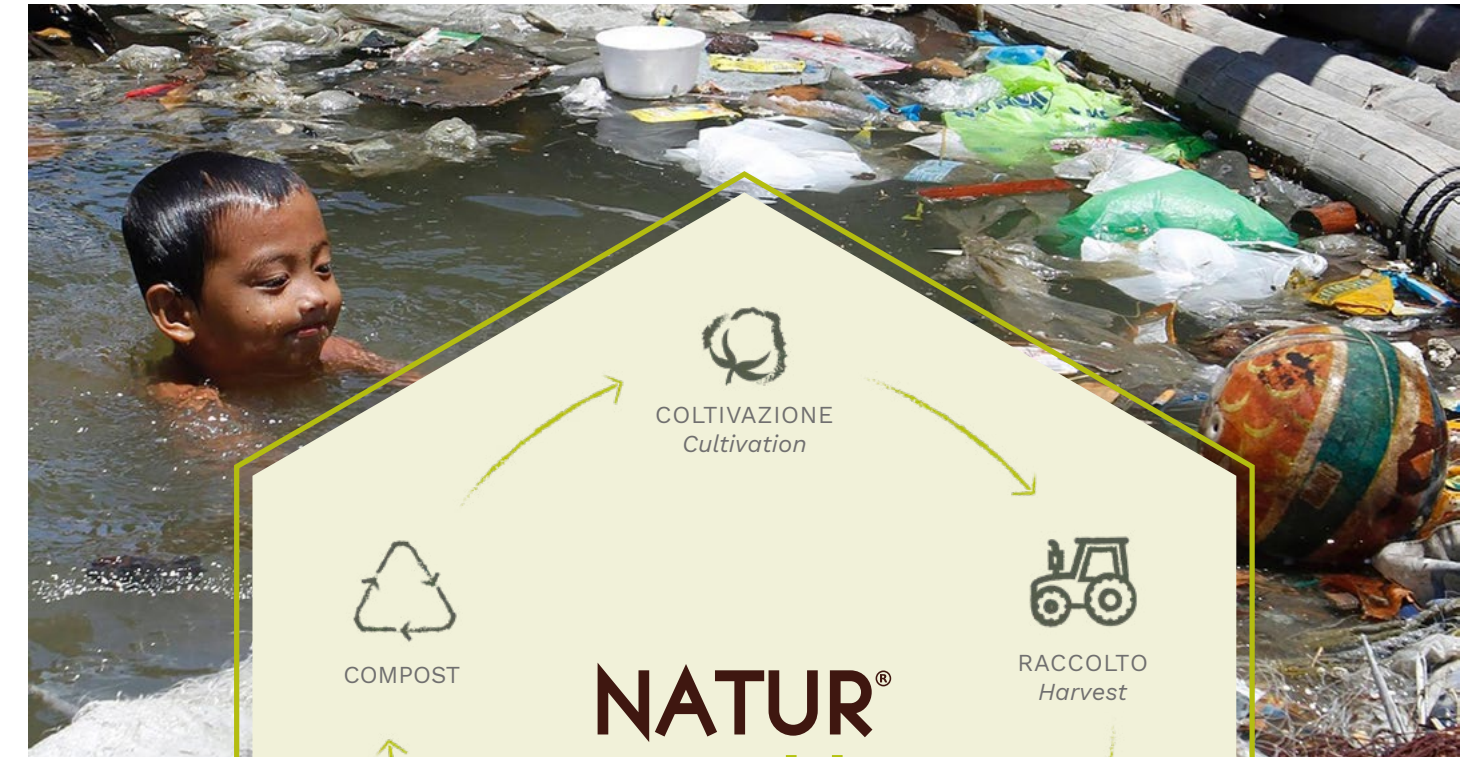 COLTIVAZIONE
Cultivation
RACCOLTO
Harvest
COMPOST
NATUR®